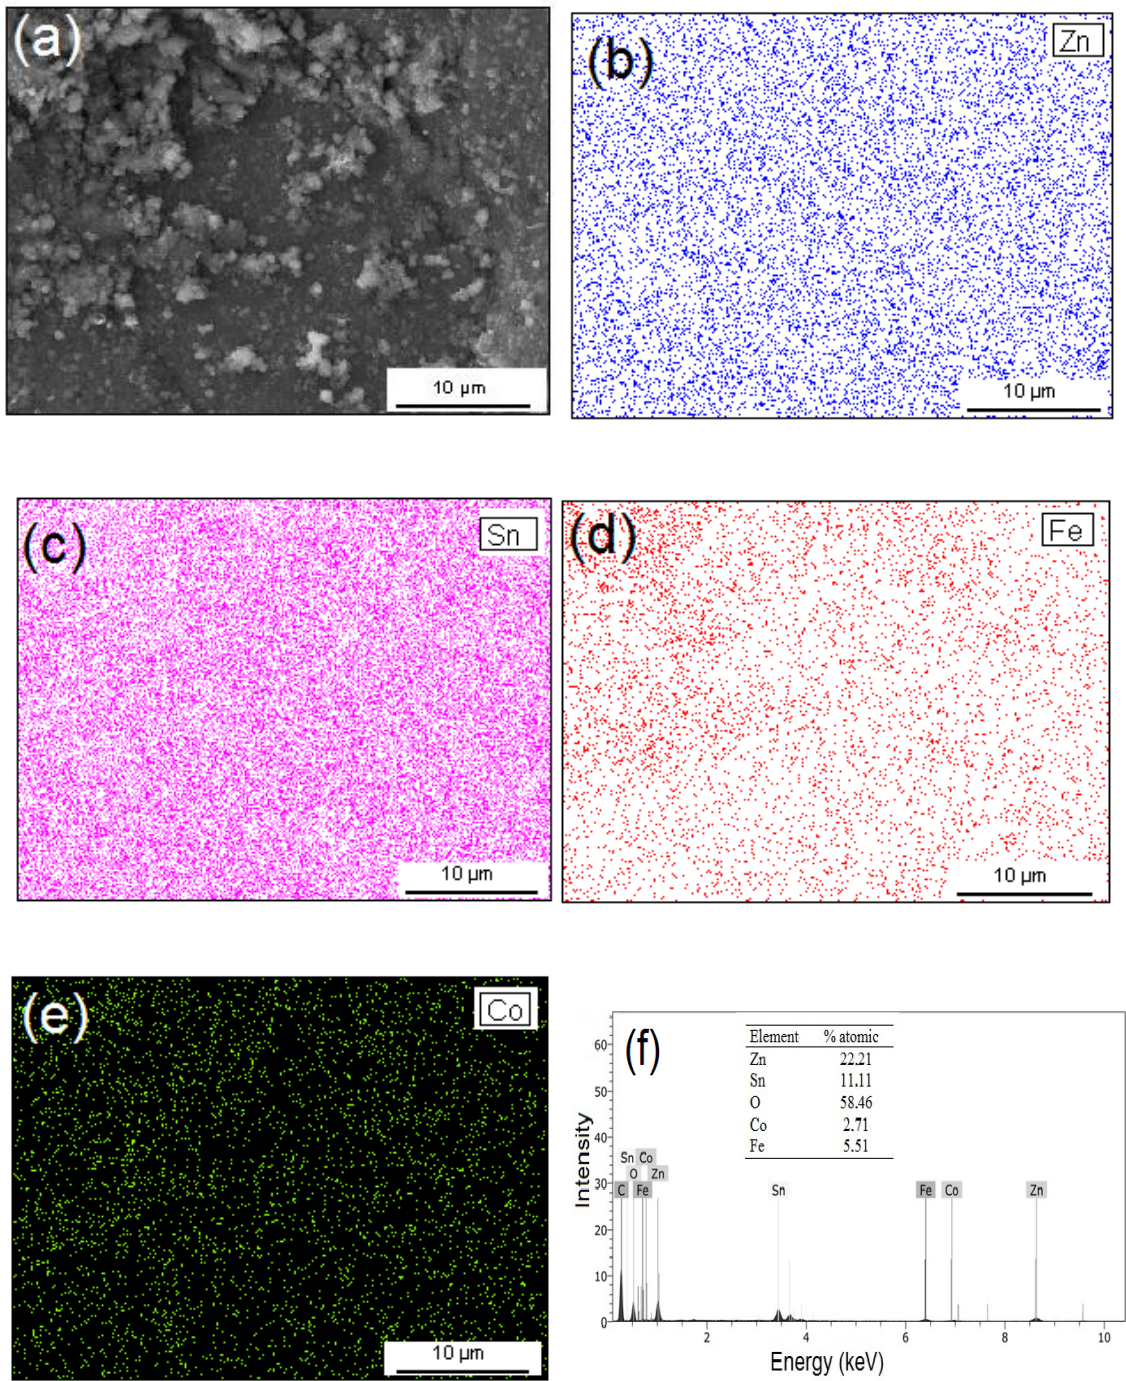 (a)
10 µm
(b)
Zn
10 µm
(c)
Sn
10 µm
(d)
Fe
10 µm
(e)
Co
10 µm
(f)
Element % atomic
Zn 22.21
Sn 11.11
O 58.46
Co 2.71
Fe 5.51
Intensity
60
50
40
30
20
10
0
Sn Co
O Zn
C Fe
Sn
Fe
Co
Zn
2 4 6 8 10
Energy (keV)